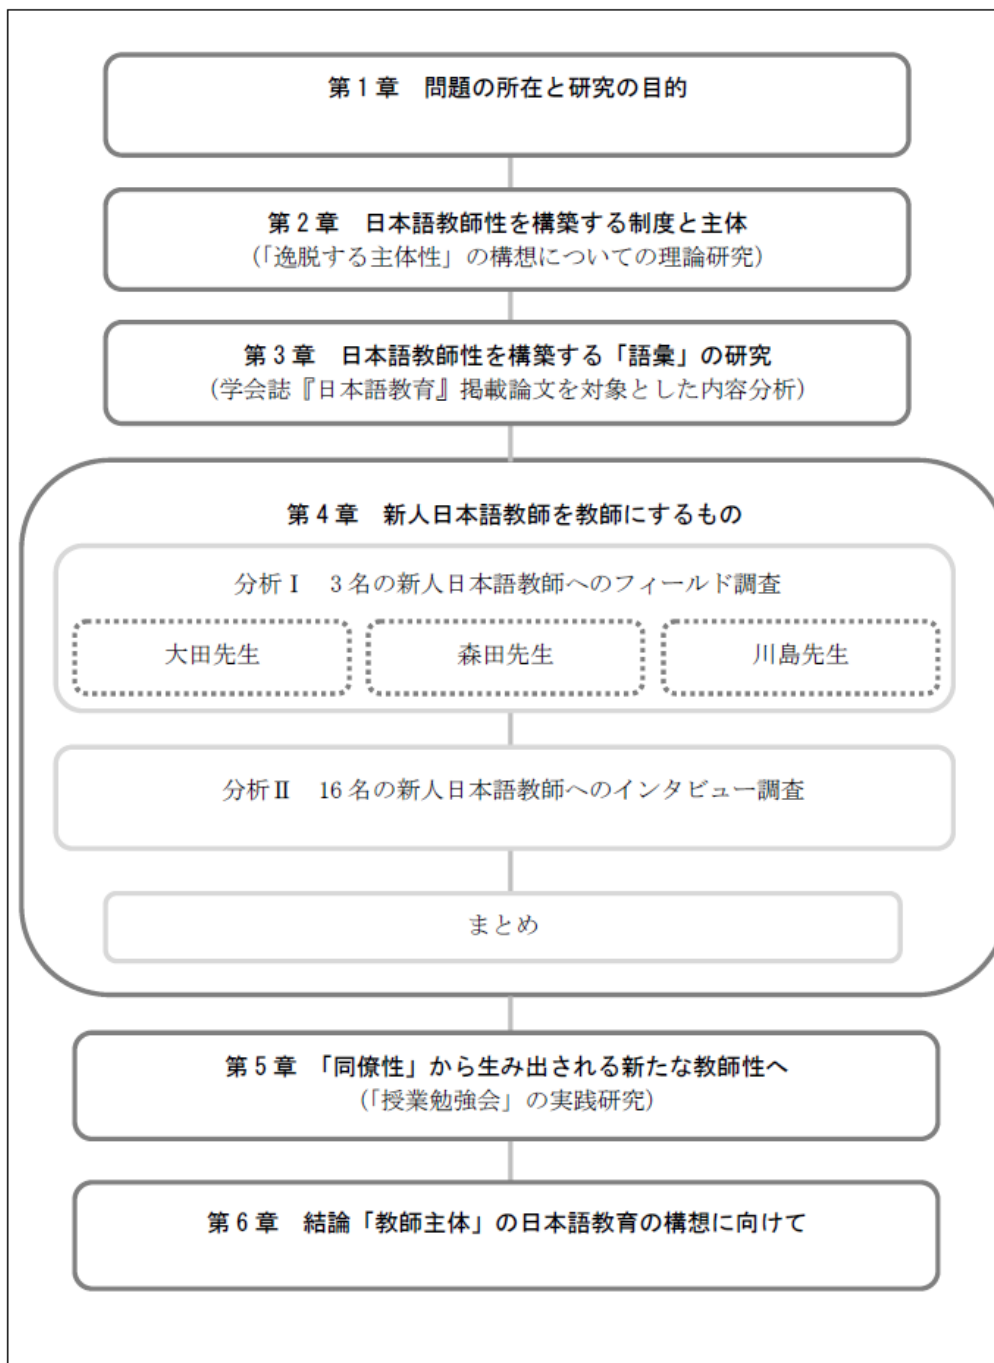 第１章　問題の所在と研究の目的
第２章　日本語教師性を構築する制度と主体
（「逸脱する主体性」の構想についての理論研究）
第３章　日本語教師性を構築する「語彙」の研究
（学会誌『日本語教育』掲載論文を対象とした内容分析）
第４章　新人日本語教師を教師にするもの
分析Ⅰ　３名の新人日本語教師へのフィールド調査
大田先生
森田先生
川島先生
分析Ⅱ　16名の新人日本語教師へのインタビュー調査
まとめ
第５章　「同僚性」から生み出される新たな教師性へ
（「授業勉強会」の実践研究）
第６章　結論「教師主体」の日本語教育の構想に向けて